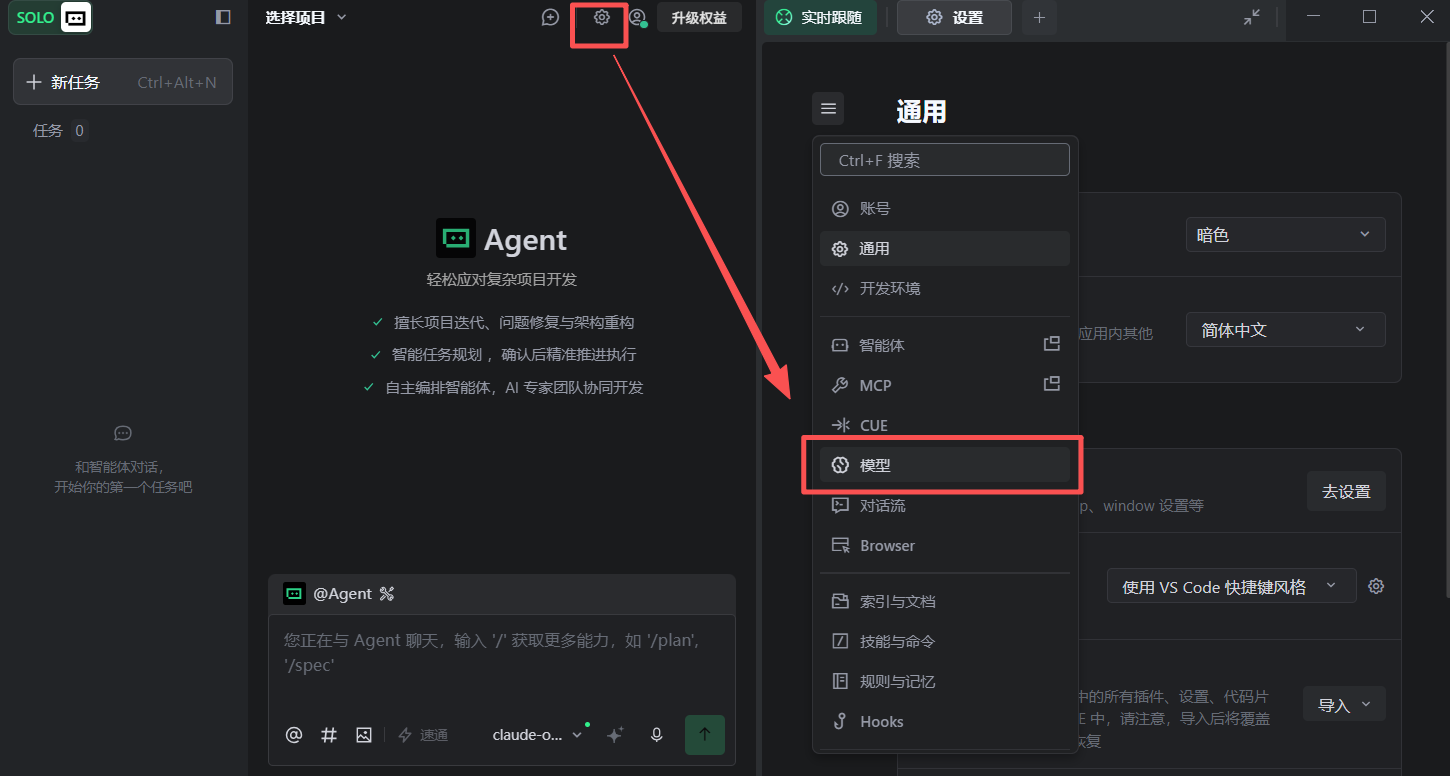 SOLO
新任务 Ctrl+Alt+N
任务 0
和智能体对话，
开始你的第一个任务吧
选择项目
升级权益
Agent
轻松应对复杂项目开发
擅长项目迭代、问题修复与架构重构
智能任务规划，确认后精准推进执行
自主编排智能体，AI 专家团队协同开发
@Agent
您正在与 Agent 聊天，输入 '/' 获取更多能力，如 '/plan',
'/spec'
速通
claude-o...
实时跟随
设置
通用
Ctrl+F 搜索
账号
通用
开发环境
智能体
MCP
CUE
模型
对话流
Browser
索引与文档
技能与命令
规则与记忆
Hooks
暗色
应用内其他
简体中文
p、window 设置等
去设置
使用 VS Code 快捷键风格
中的所有插件、设置、代码片
E 中，请注意，导入后将覆盖
恢复
导入